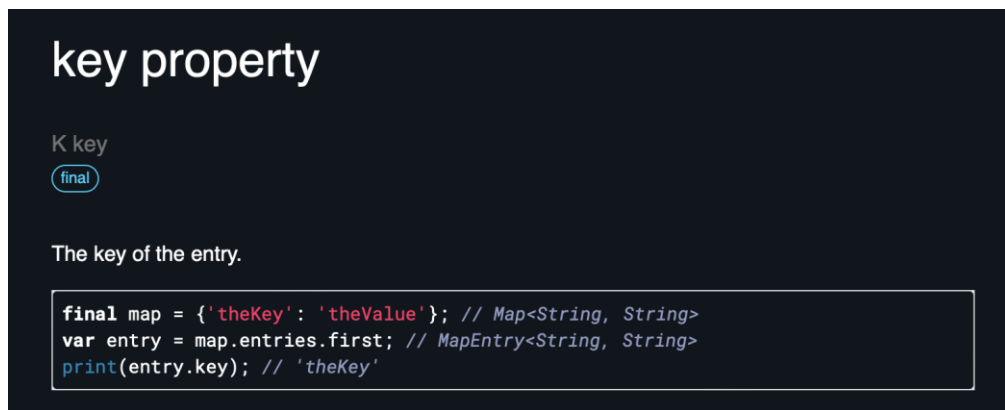 key property
K key
final
The key of the entry.
final map = {'theKey': 'theValue'}; // Map<String, String>
var entry = map.entries.first; // MapEntry<String, String>
print(entry.key); // 'theKey'